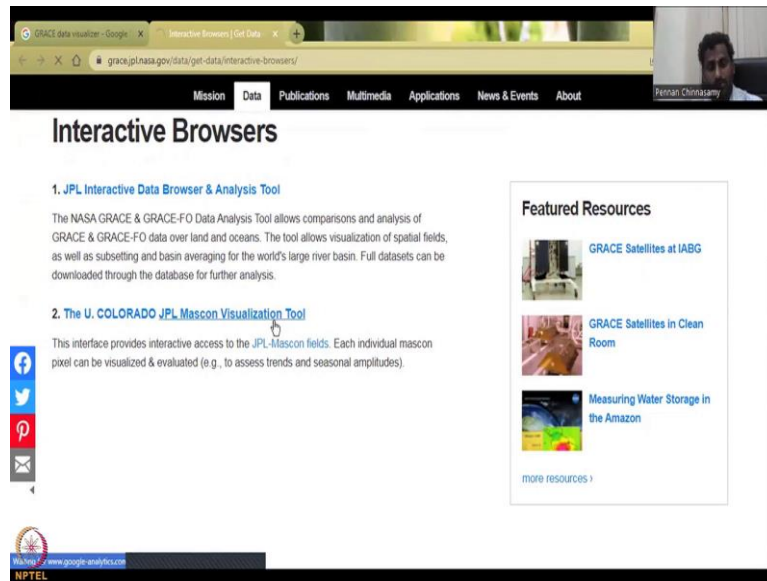 GRACE data visualizer - Google
Interactive Browsers | Get Data -
grace.jpl.nasa.gov/data/get-data/interactive-browsers/
Pennan Chinnasamy
Mission Data Publications Multimedia Applications News & Events About
Interactive Browsers
1. JPL Interactive Data Browser & Analysis Tool
The NASA GRACE & GRACE-FO Data Analysis Tool allows comparisons and analysis of
GRACE & GRACE-FO data over land and oceans. The tool allows visualization of spatial fields,
as well as subsetting and basin averaging for the world's large river basin. Full datasets can be
downloaded through the database for further analysis.
2. The U. COLORADO JPL Mascon Visualization Tool
This interface provides interactive access to the JPL-Mascon fields. Each individual mascon
pixel can be visualized & evaluated (e.g., to assess trends and seasonal amplitudes).
Featured Resources
GRACE Satellites at IABG
GRACE Satellites in Clean
Room
Measuring Water Storage in
the Amazon
more resources ›
www.google-analytics.com
NPTEL